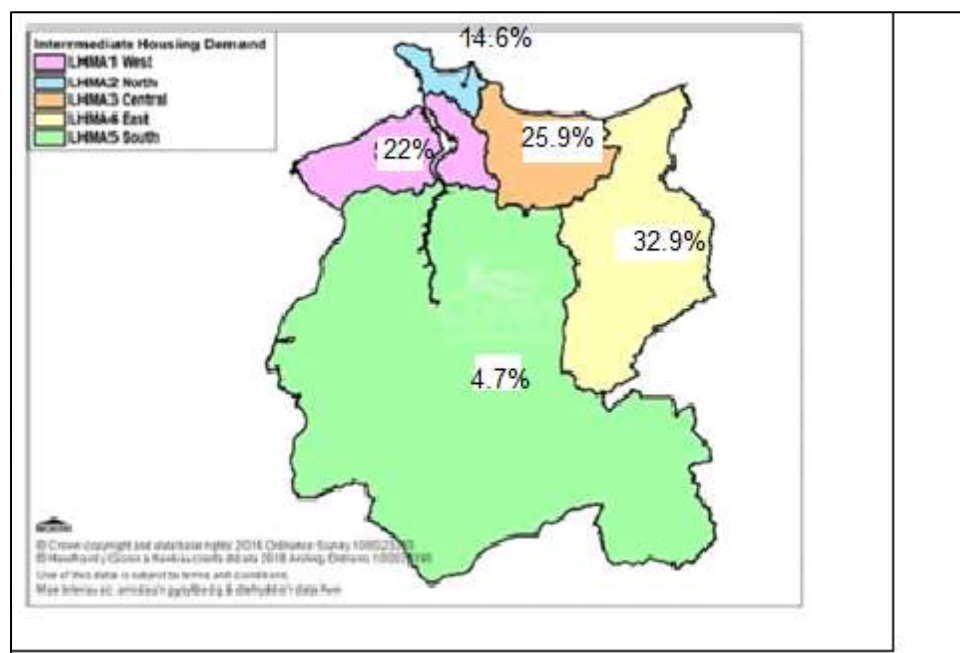 Intermediate Housing Demand
LHMA1 West
LHMA2 North
LHMA3 Central
LHMA4 East
LHMA5 South
14.6%
22%
25.9%
32.9%
4.7%
© Crown copyright and database rights 2018 Ordnance Survey
Use of this data is subject to terms and conditions